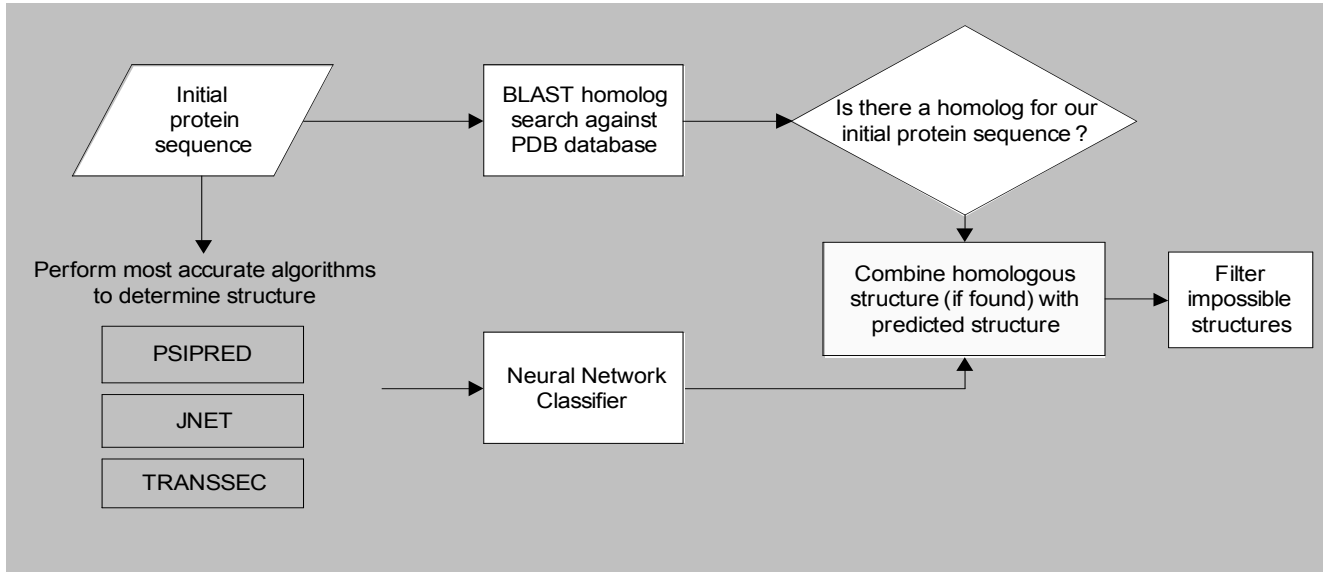 Initial
protein
sequence
BLAST homolog
search against
PDB database
Is there a homolog for our
initial protein sequence ?
Perform most accurate algorithms
to determine structure
PSIPRED
JNET
TRANSSEC
Neural Network
Classifier
Combine homologous
structure (if found) with
predicted structure
Filter
impossible
structures